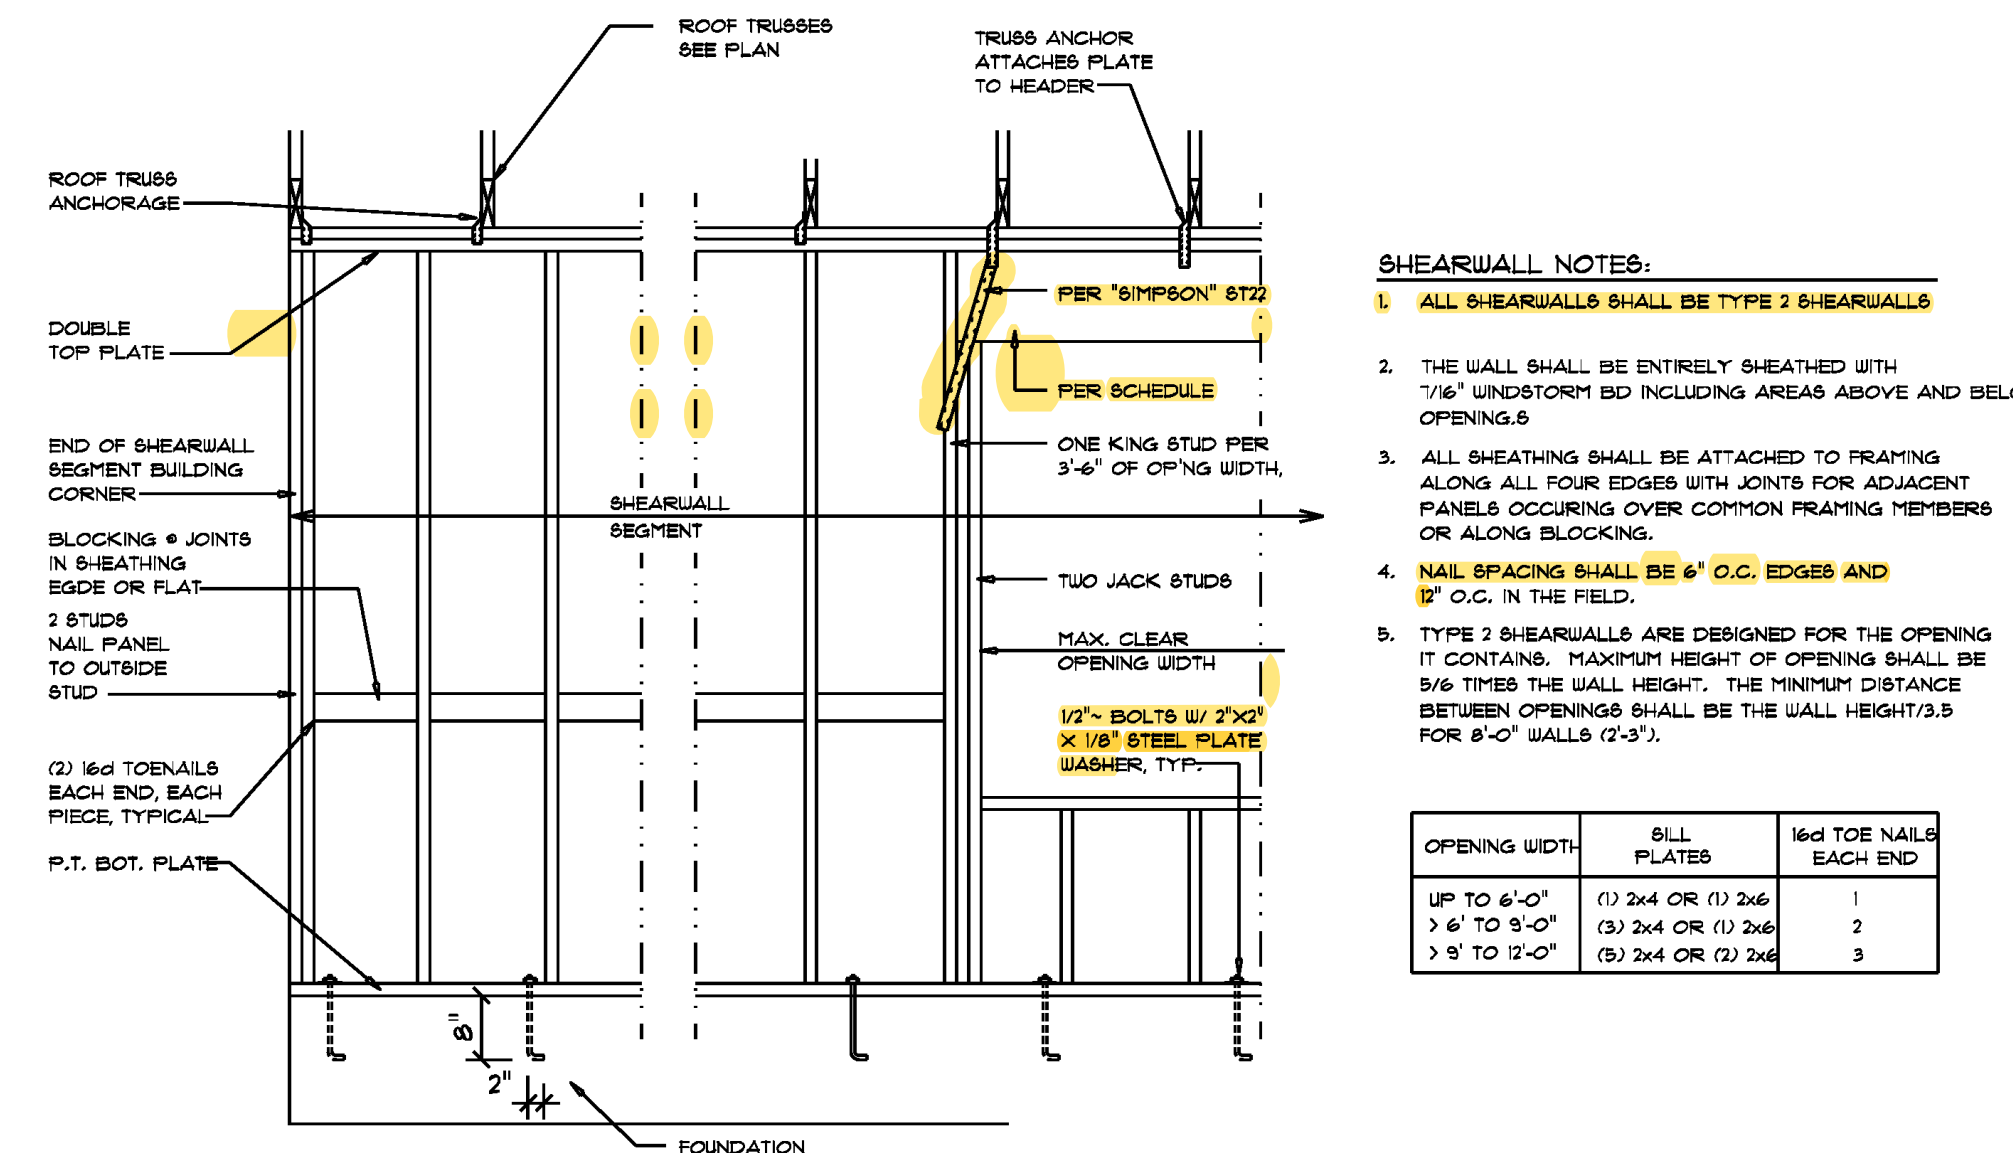 ROOF TRUSSES
SEE PLAN
TRUSS ANCHOR
ATTACHES PLATE
TO HEADER
ROOF TRUSS
ANCHORAGE
DOUBLE
TOP PLATE
END OF SHEARWALL
SEGMENT BUILDING
CORNER
BLOCKING @ JOINTS
IN SHEATHING
EGDE OR FLAT
2 STUDS
NAIL PANEL
TO OUTSIDE
STUD
(2) 16d TOENAILS
EACH END, EACH
PIECE, TYPICAL
P.T. BOT. PLATE
SHEARWALL
SEGMENT
PER "SIMPSON" ST22
PER SCHEDULE
ONE KING STUD PER
3'-6" OF OP'NG WIDTH,
TWO JACK STUDS
MAX. CLEAR
OPENING WIDTH
1/2"~ BOLTS W/ 2"X2"
X 1/8" STEEL PLATE
WASHER, TYP.
8"
2"
FOUNDATION
SHEARWALL NOTES:
1. ALL SHEARWALLS SHALL BE TYPE 2 SHEARWALLS
2. THE WALL SHALL BE ENTIRELY SHEATHED WITH
7/16" WINDSTORM BD INCLUDING AREAS ABOVE AND BELO
OPENING.S
3. ALL SHEATHING SHALL BE ATTACHED TO FRAMING
ALONG ALL FOUR EDGES WITH JOINTS FOR ADJACENT
PANELS OCCURING OVER COMMON FRAMING MEMBERS
OR ALONG BLOCKING.
4. NAIL SPACING SHALL BE 6" O.C. EDGES AND
12" O.C. IN THE FIELD.
5. TYPE 2 SHEARWALLS ARE DESIGNED FOR THE OPENING
IT CONTAINS. MAXIMUM HEIGHT OF OPENING SHALL BE
5/6 TIMES THE WALL HEIGHT. THE MINIMUM DISTANCE
BETWEEN OPENINGS SHALL BE THE WALL HEIGHT/3.5
FOR 8'-0" WALLS (2'-3").
OPENING WIDTH SILL PLATES 16d TOE NAILS EACH END
UP TO 6'-0" (1) 2x4 OR (1) 2x6 1
> 6' TO 9'-0" (3) 2x4 OR (1) 2x6 2
> 9' TO 12'-0" (5) 2x4 OR (2) 2x6 3